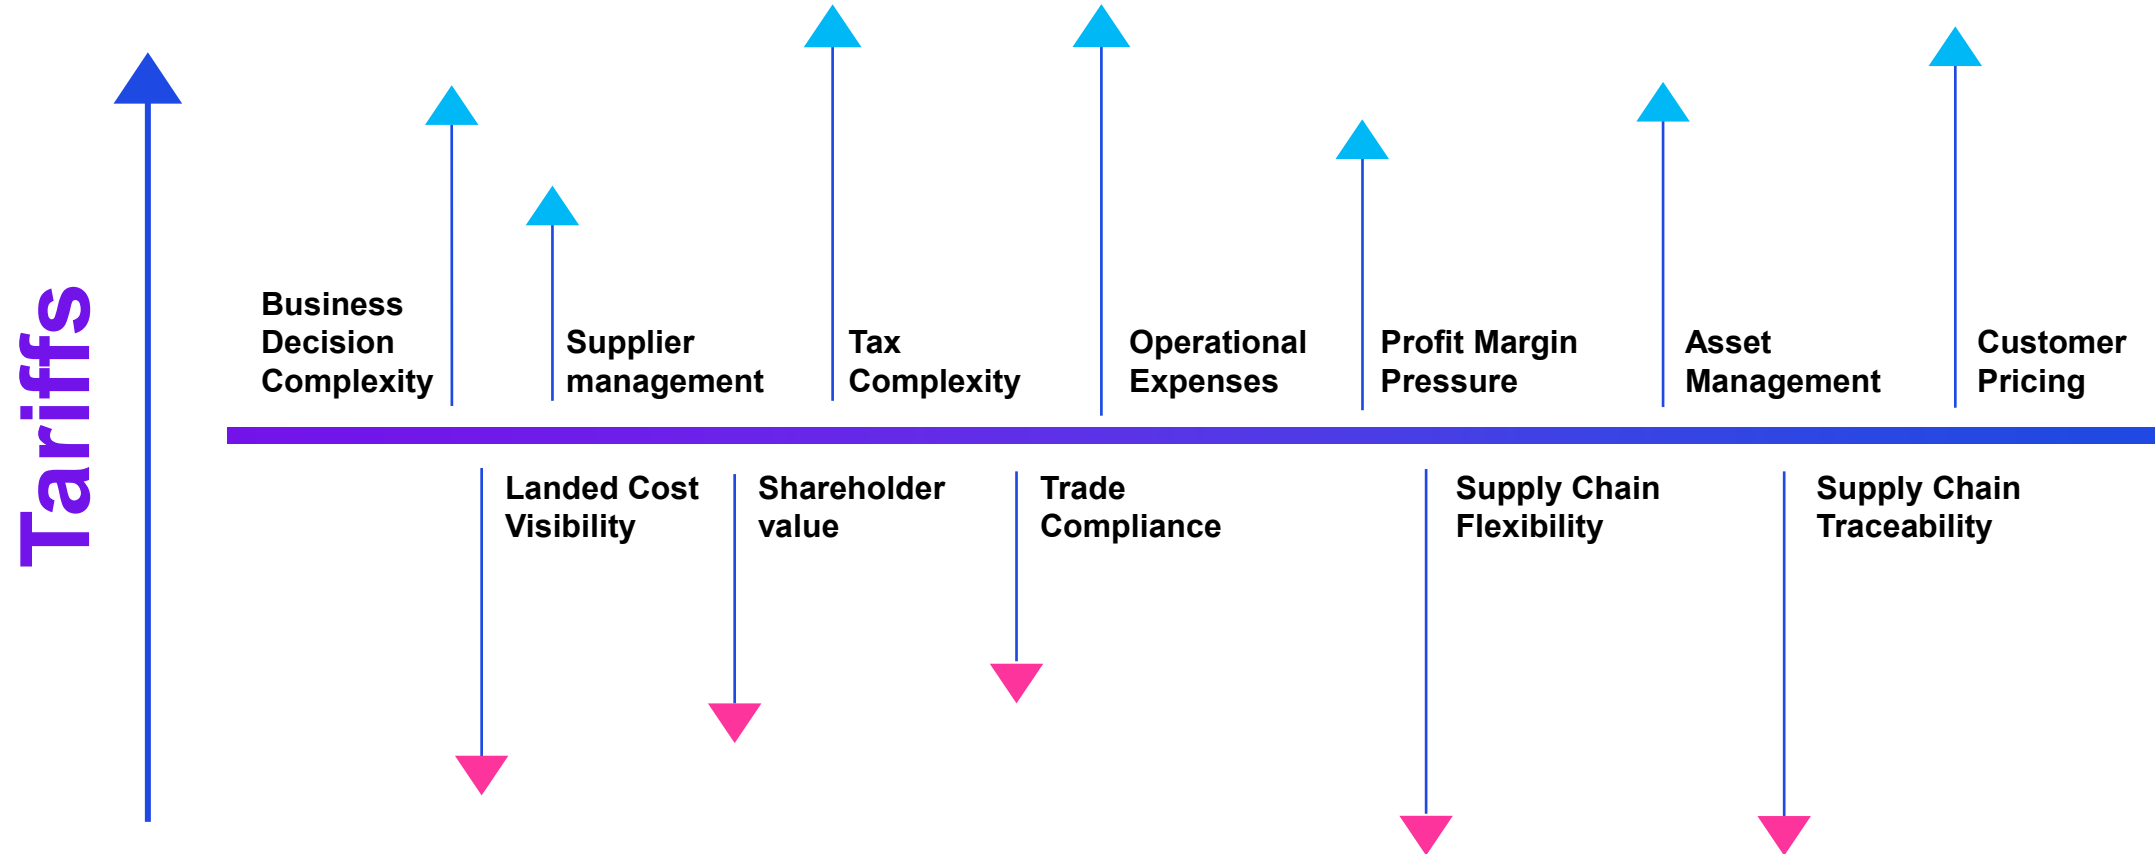 Tariffs
Business
Decision
Complexity
Supplier
management
Tax
Complexity
Operational
Expenses
Profit Margin
Pressure
Asset
Management
Customer
Pricing
Landed Cost
Visibility
Shareholder
value
Trade
Compliance
Supply Chain
Flexibility
Supply Chain
Traceability